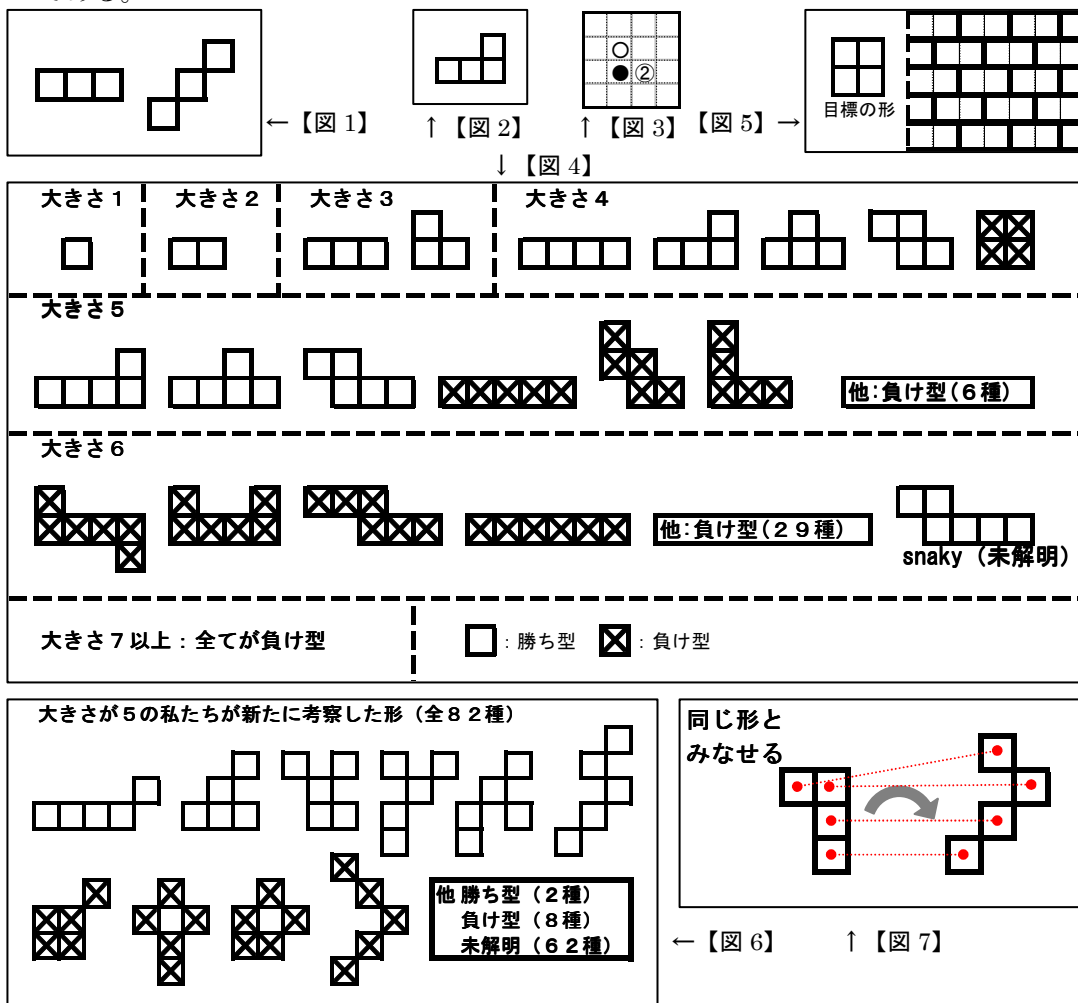 ←【図 1】
↑【図 2】
②
↑【図 3】
【図 5】→
目標の形
↓【図 4】
大きさ１
大きさ２
大きさ３
大きさ４
大きさ５
他:負け型(６種)
大きさ６
他:負け型(２９種)
snaky（未解明）
大きさ７以上：全てが負け型
：勝ち型
：負け型
大きさが５の私たちが新たに考察した形（全８２種）
他 勝ち型（２種）
負け型（８種）
未解明（６２種）
同じ形と
みなせる
←【図 6】
↑【図 7】